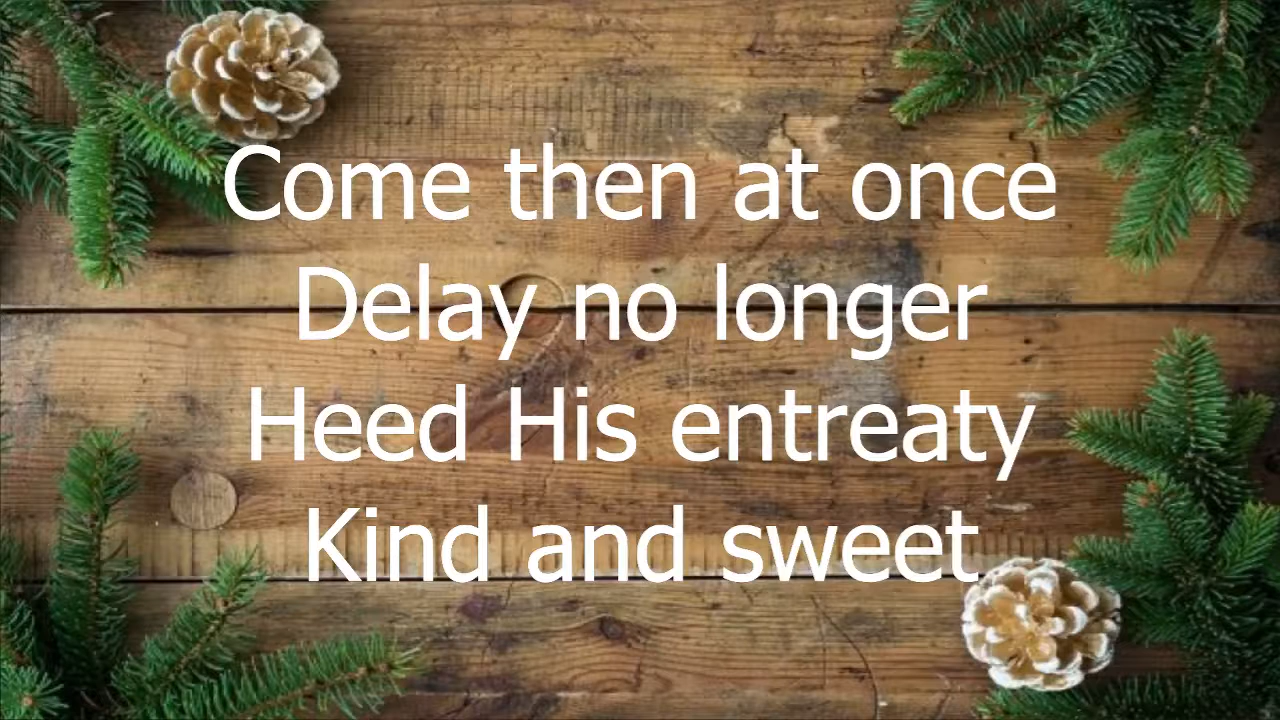 Come then at once
Delay no longer
Heed His entreaty
Kind and sweet